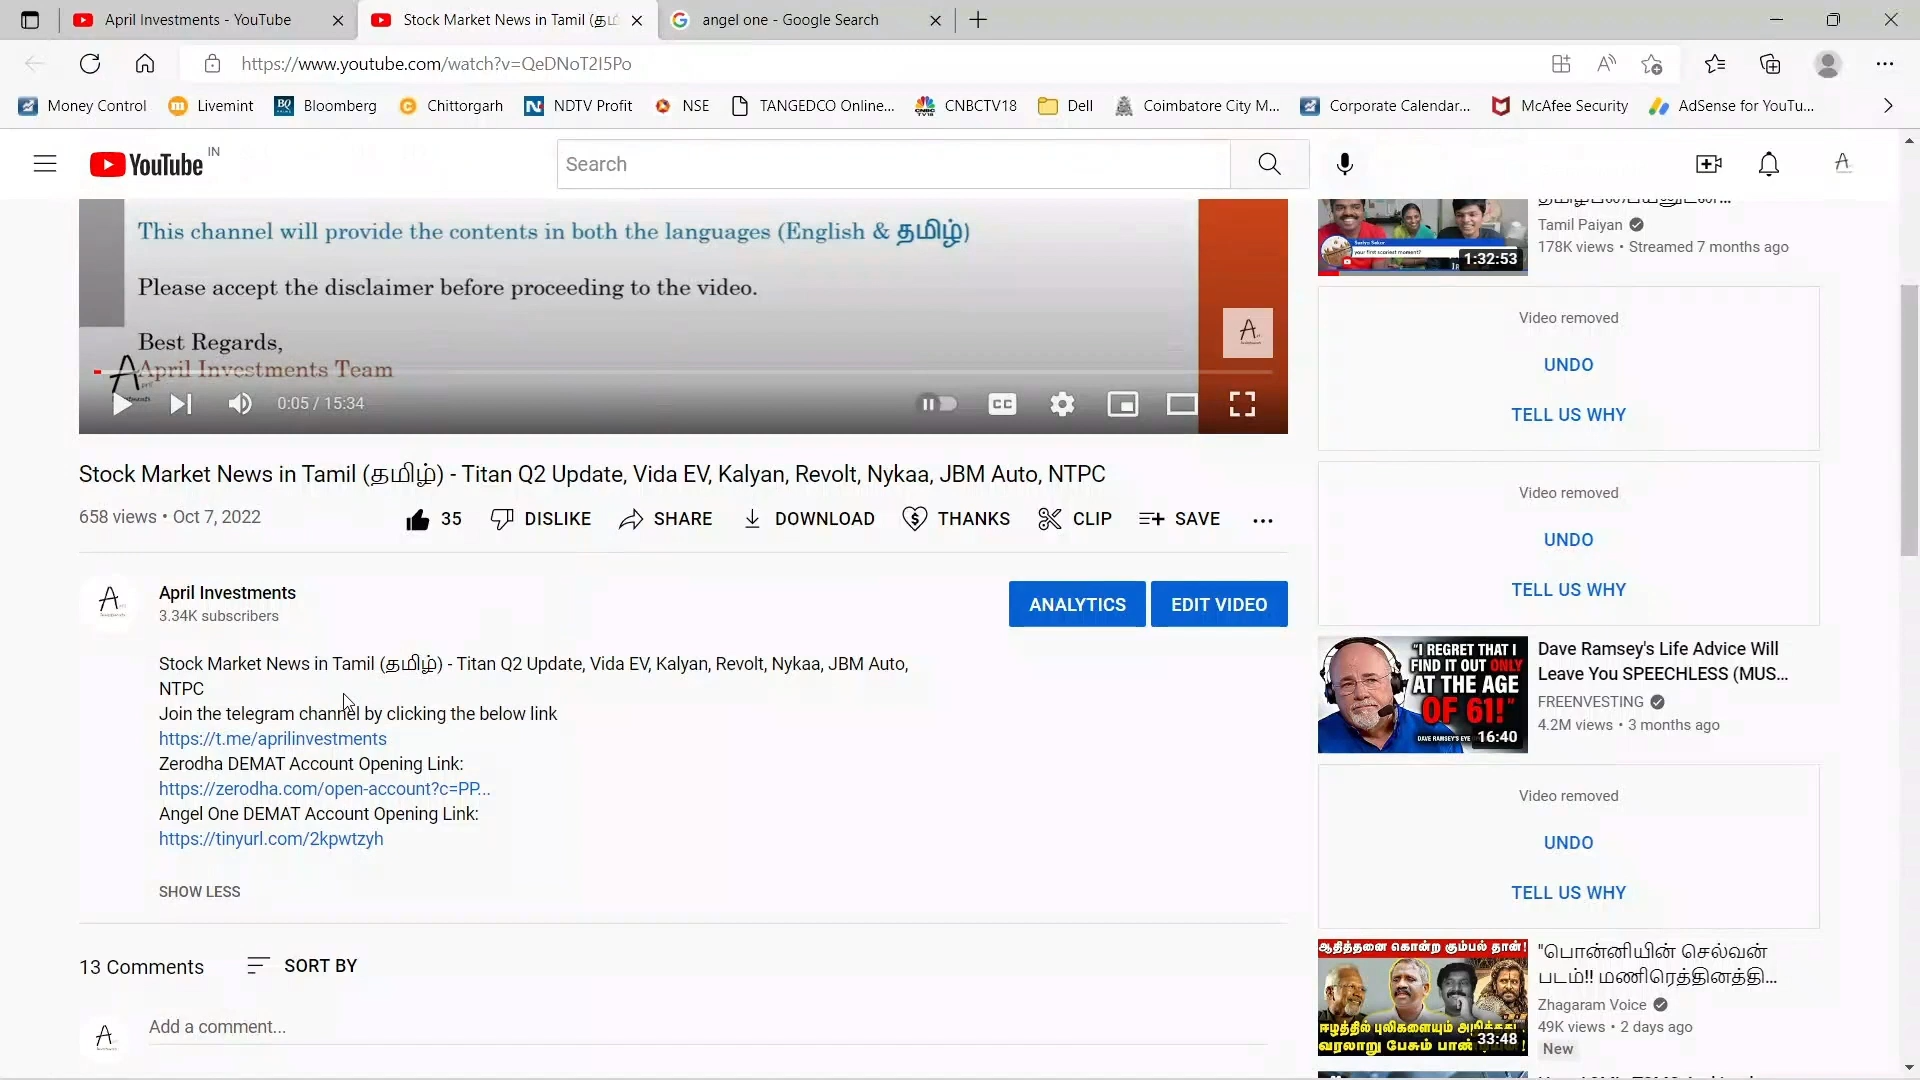 April Investments - YouTube
Stock Market News in Tamil (தமி
angel one - Google Search
https://www.youtube.com/watch?v=QeDNoT2I5Po
Money Control
Livemint
BQ
Bloomberg
Chittorgarh
NDTV Profit
NSE
TANGEDCO Online...
CNBCTV18
Dell
Coimbatore City M...
Corporate Calendar...
McAfee Security
AdSense for YouTu...
YouTube IN
Search
This channel will provide the contents in both the languages (English & தமிழ்)
Please accept the disclaimer before proceeding to the video.
Best Regards,
April Investments Team
0:05 / 15:34
CC
Stock Market News in Tamil (தமிழ்) - Titan Q2 Update, Vida EV, Kalyan, Revolt, Nykaa, JBM Auto, NTPC
658 views • Oct 7, 2022
35
DISLIKE
SHARE
DOWNLOAD
THANKS
CLIP
SAVE
April Investments
3.34K subscribers
ANALYTICS
EDIT VIDEO
Stock Market News in Tamil (தமிழ்) - Titan Q2 Update, Vida EV, Kalyan, Revolt, Nykaa, JBM Auto,
NTPC
Join the telegram channel by clicking the below link
https://t.me/aprilinvestments
Zerodha DEMAT Account Opening Link:
https://zerodha.com/open-account?c=PP...
Angel One DEMAT Account Opening Link:
https://tinyurl.com/2kpwtzyh
SHOW LESS
13 Comments
SORT BY
Add a comment...
your first scariest moment?
1:32:53
Tamil Paiyan
178K views • Streamed 7 months ago
Video removed
UNDO
TELL US WHY
Video removed
UNDO
TELL US WHY
"I REGRET THAT I
FIND IT OUT ONLY
AT THE AGE
OF 61!"
16:40
Dave Ramsey's Life Advice Will
Leave You SPEECHLESS (MUS...
FREENVESTING
4.2M views • 3 months ago
Video removed
UNDO
TELL US WHY
ஆதித்தனை கொன்ற கும்பல் தான்!
ஈழத்தில் புலிகளையும்
வரலாறு பேசும்
33:48
"பொன்னியின் செல்வன்
படம்!! மணிரெத்தினத்தி...
Zhagaram Voice
49K views • 2 days ago
New